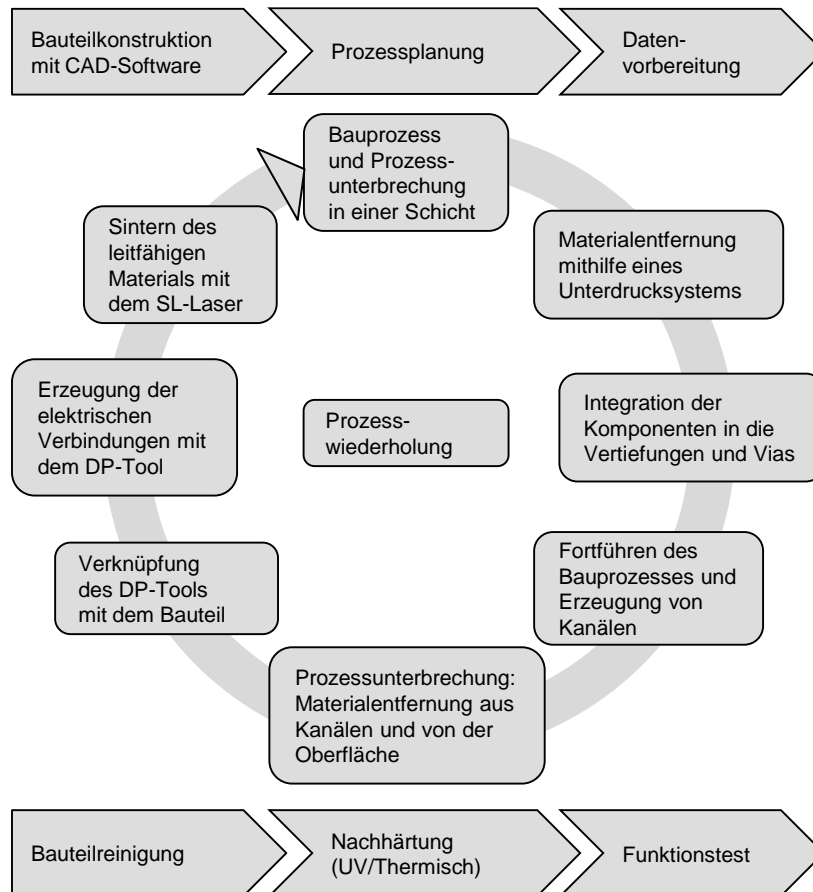 Bauteilkonstruktion
mit CAD-Software
Prozessplanung
Daten-
vorbereitung
Bauprozess
und Prozess-
unterbrechung
in einer Schicht
Materialentfernung
mithilfe eines
Unterdrucksystems
Integration der
Komponenten in die
Vertiefungen und Vias
Fortführen des
Bauprozesses und
Erzeugung von
Kanälen
Prozessunterbrechung:
Materialentfernung aus
Kanälen und von der
Oberfläche
Verknüpfung
des DP-Tools
mit dem Bauteil
Erzeugung der
elektrischen
Verbindungen mit
dem DP-Tool
Sintern des
leitfähigen
Materials mit
dem SL-Laser
Prozess-
wiederholung
Bauteilreinigung
Nachhärtung
(UV/Thermisch)
Funktionstest